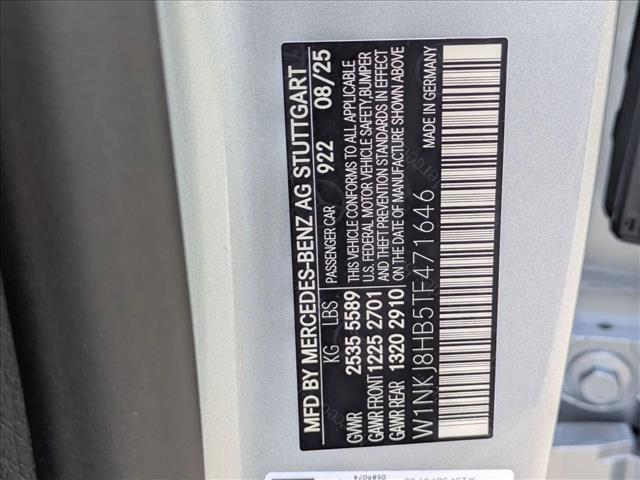 MFD BY MERCEDES-BENZ AG STUTTGART
KG LBS PASSENGER CAR 922 08/25
GVWR 2535 5589 THIS VEHICLE CONFORMS TO ALL APPLICABLE
GAWR FRONT 1225 2701 U.S. FEDERAL MOTOR VEHICLE SAFETY,BUMPER
AND THEFT PREVENTION STANDARDS IN EFFECT
GAWR REAR 1320 2910 ON THE DATE OF MANUFACTURE SHOWN ABOVE
MADE IN GERMANY
W1NKJ8HB5TF471646
0589074